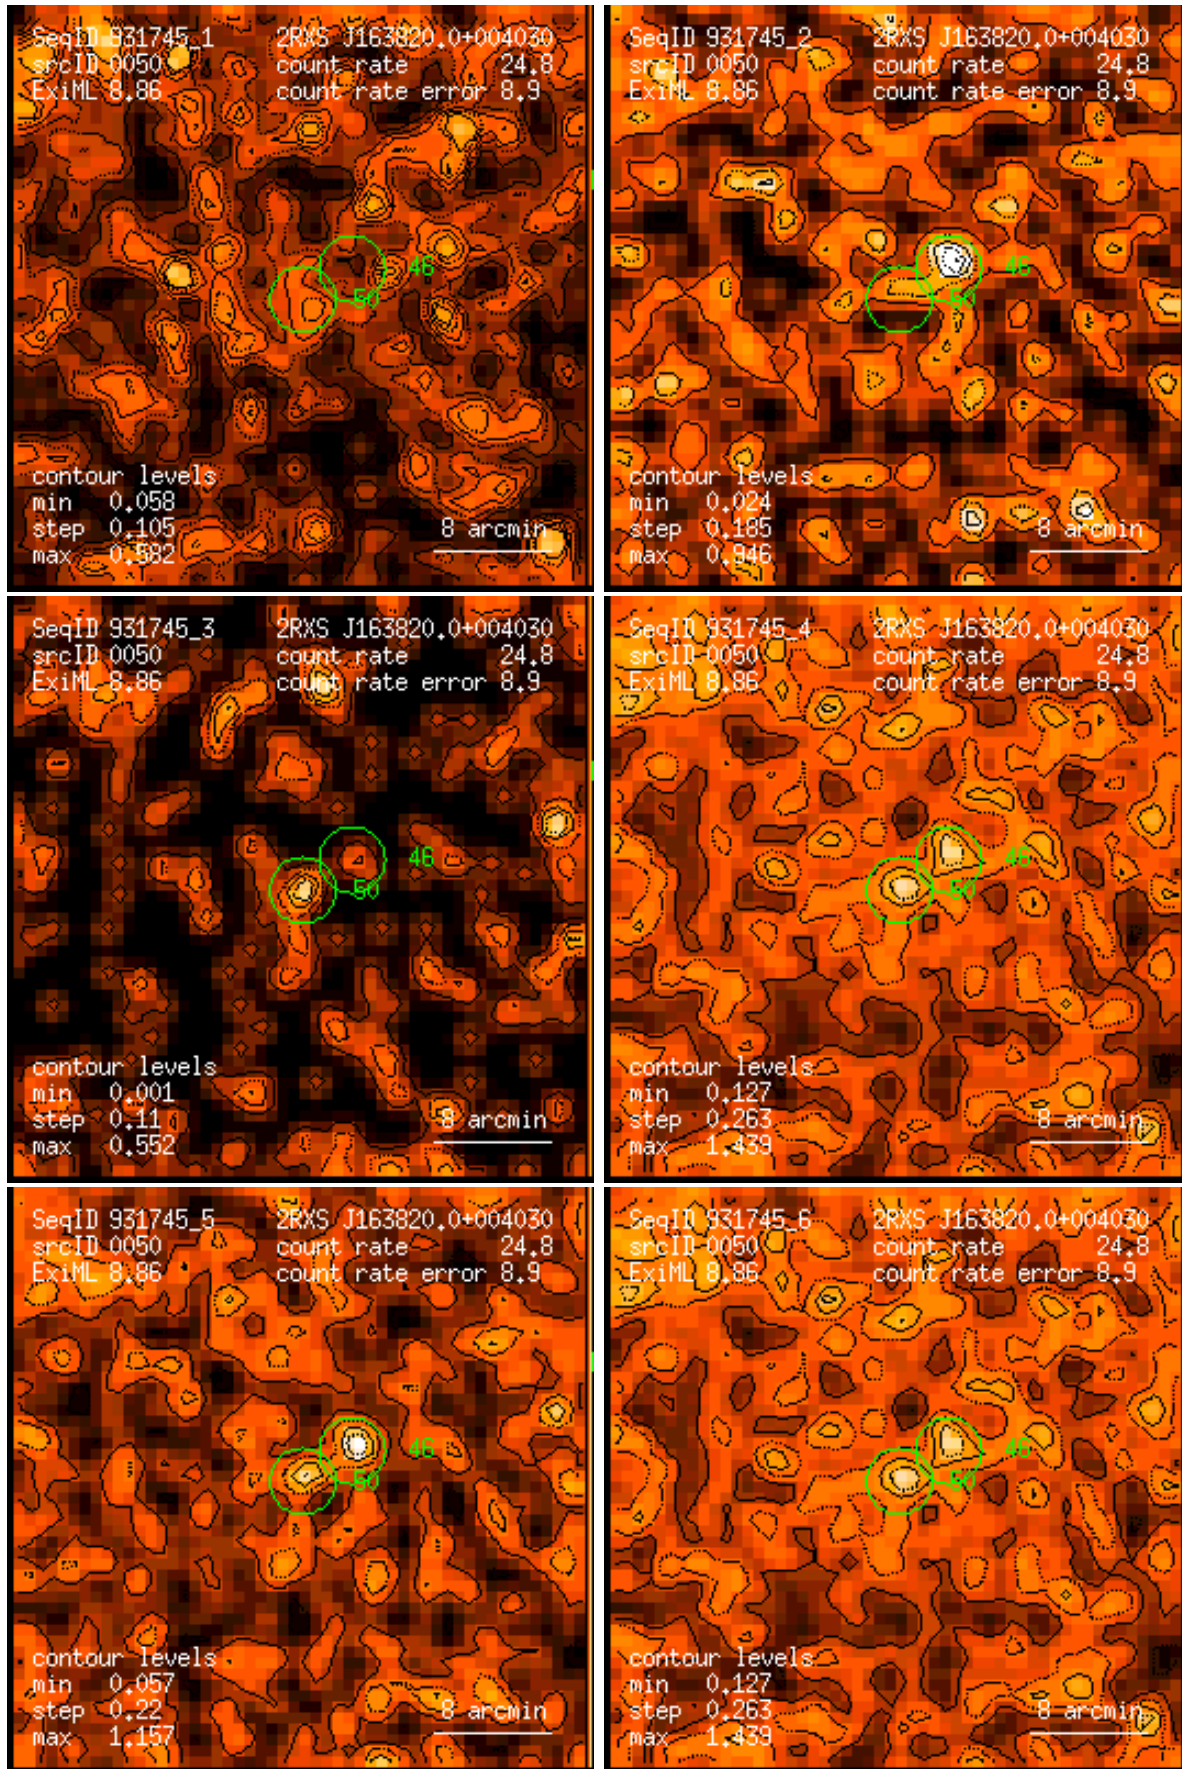 SeqID 931745_1 2RXS J163820.0+004030
srcID 0050 count rate 24.8
ExiML 8.86 count rate error 8.9
46
50
contour levels
min 0.058
step 0.105 8 arcmin
max 0.582
SeqID 931745_2 2RXS J163820.0+004030
srcID 0050 count rate 24.8
ExiML 8.86 count rate error 8.9
46
50
contour levels
min 0.024
step 0.185 8 arcmin
max 0.946
SeqID 931745_3 2RXS J163820.0+004030
srcID 0050 count rate 24.8
ExiML 8.86 count rate error 8.9
46
50
contour levels
min 0.001
step 0.11 8 arcmin
max 0.552
SeqID 931745_4 2RXS J163820.0+004030
srcID 0050 count rate 24.8
ExiML 8.86 count rate error 8.9
46
50
contour levels
min 0.127
step 0.263 8 arcmin
max 1.439
SeqID 931745_5 2RXS J163820.0+004030
srcID 0050 count rate 24.8
ExiML 8.86 count rate error 8.9
46
50
contour levels
min 0.057
step 0.22 8 arcmin
max 1.157
SeqID 931745_6 2RXS J163820.0+004030
srcID 0050 count rate 24.8
ExiML 8.86 count rate error 8.9
46
50
contour levels
min 0.127
step 0.263 8 arcmin
max 1.439